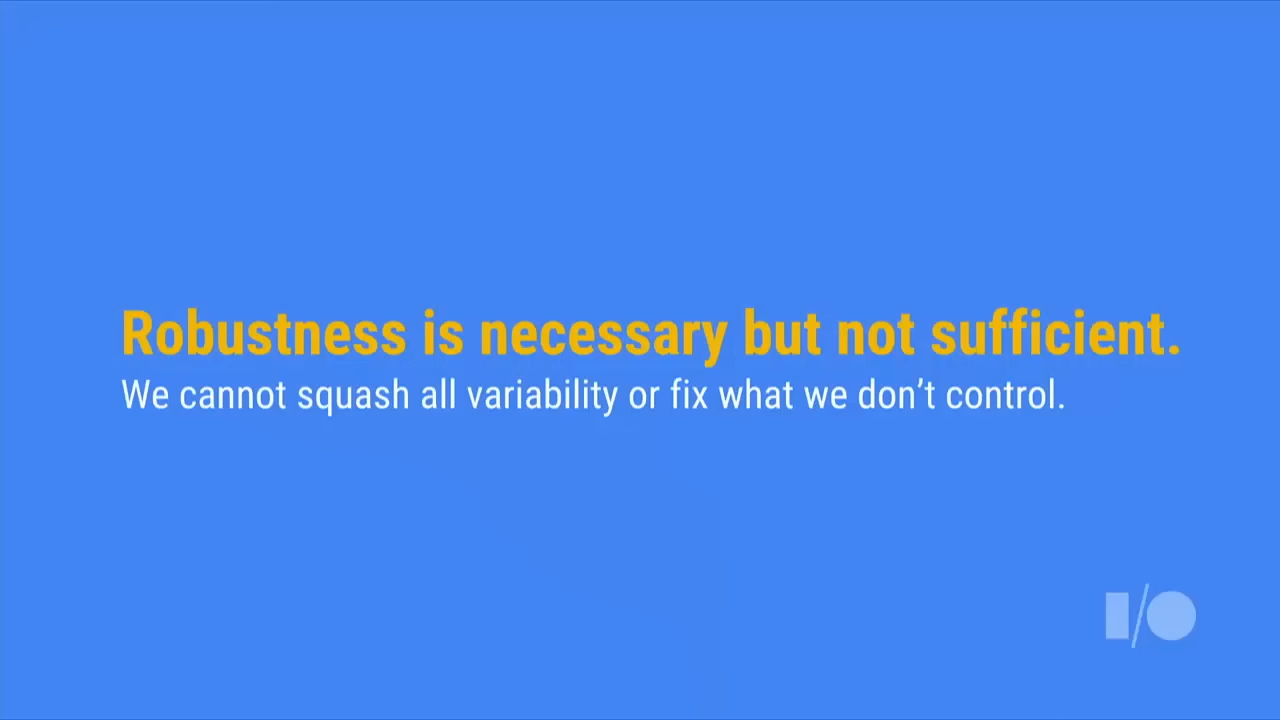 Robustness is necessary but not sufficient.
We cannot squash all variability or fix what we don’t control.
I/O